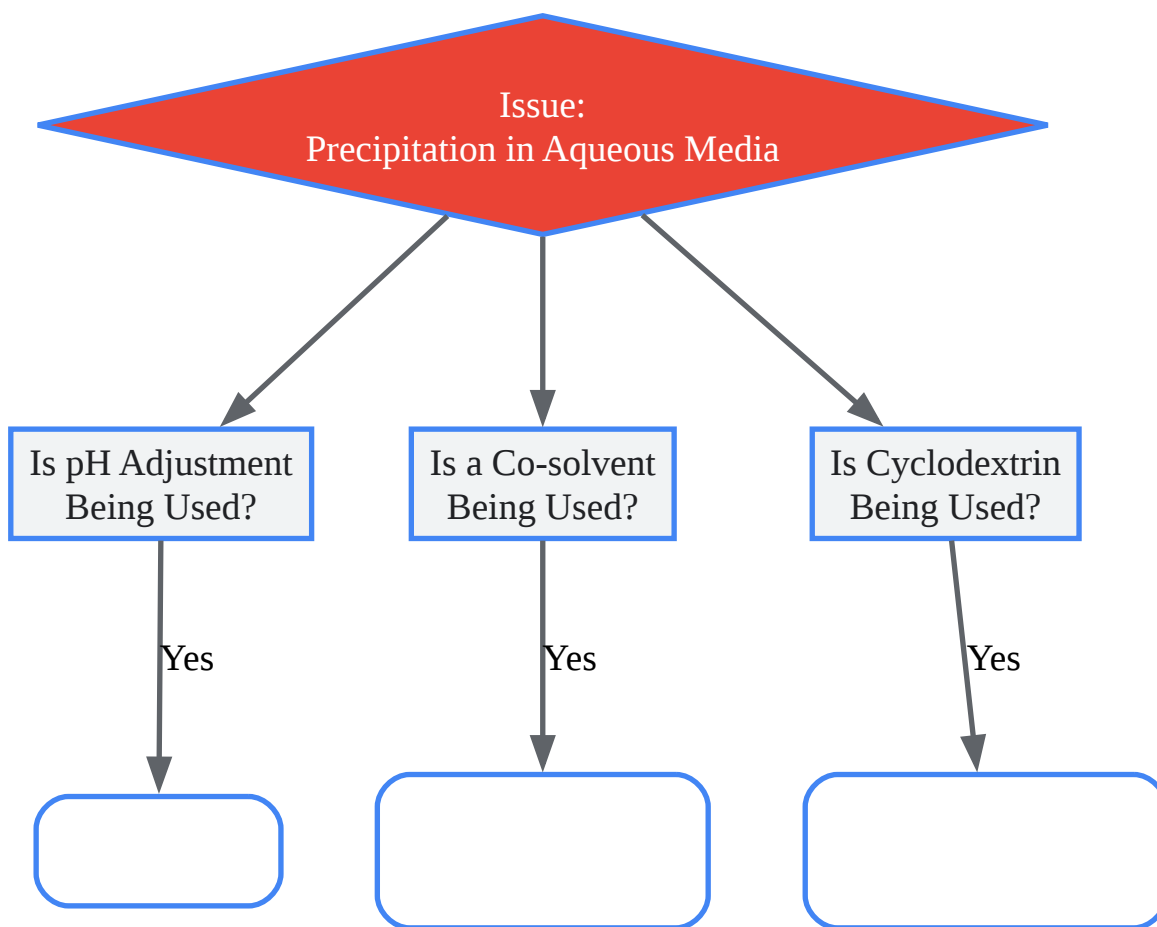 Issue:
Precipitation in Aqueous Media
Is pH Adjustment
Being Used?
Is a Co-solvent
Being Used?
Is Cyclodextrin
Being Used?
Yes
Yes
Yes